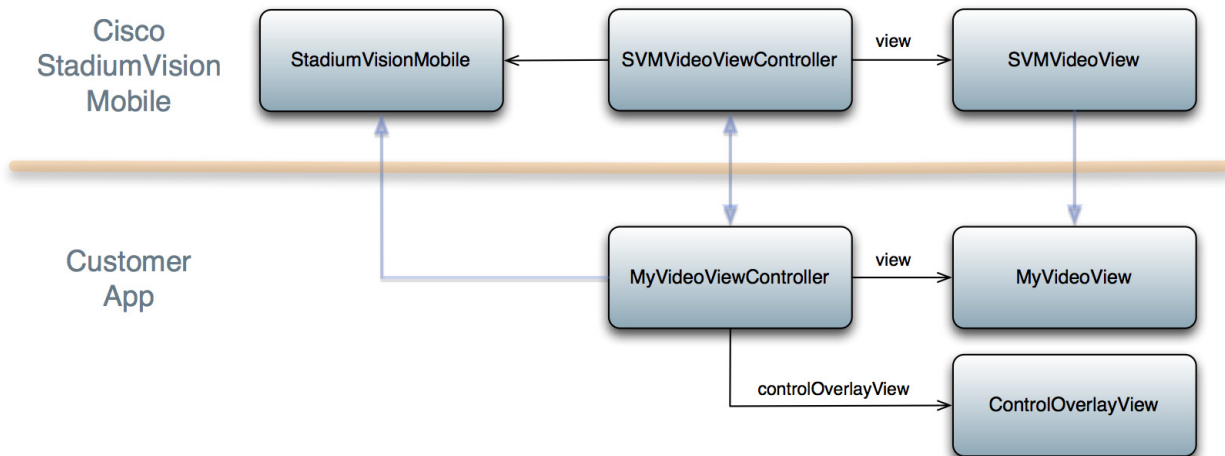 Cisco
StadiumVision
Mobile
StadiumVisionMobile
SVMVideoViewController
view
SVMVideoView
Customer
App
MyVideoViewController
view
MyVideoView
controlOverlayView
ControlOverlayView